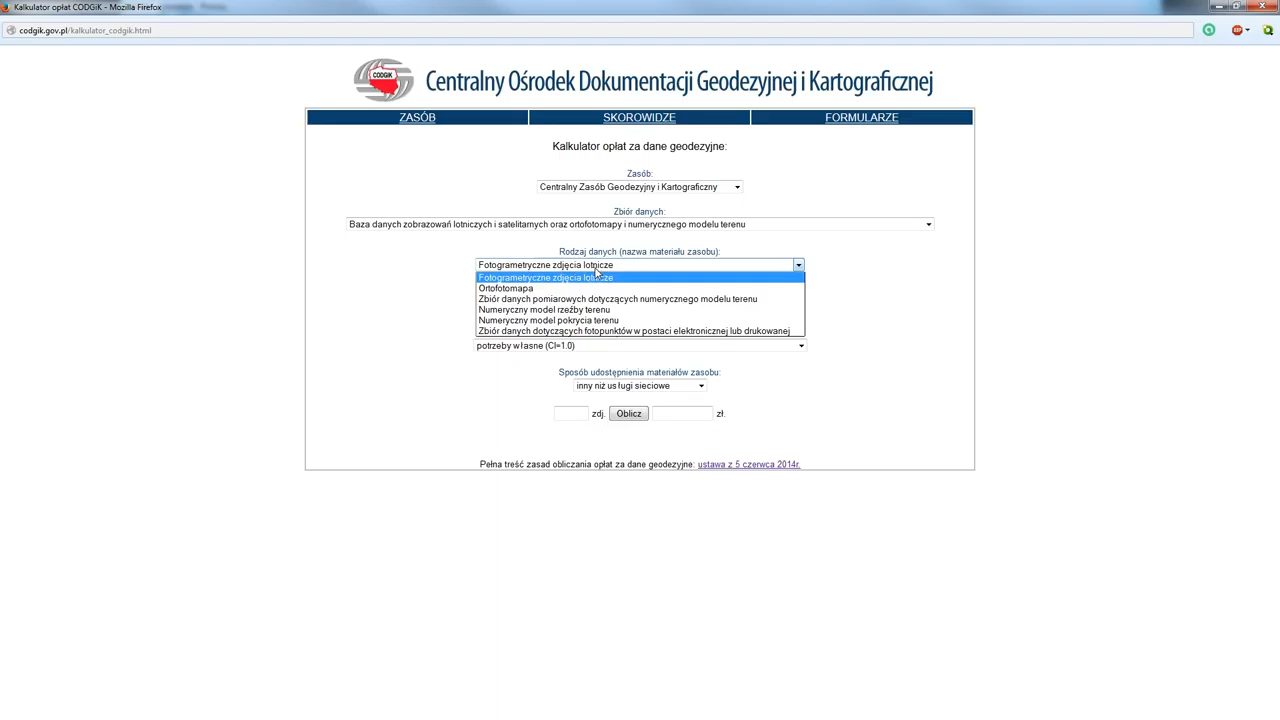 Kalkulator opłat CODGiK - Mozilla Firefox
codgik.gov.pl/kalkulator_codgik.html
ABP
CODGiK
Centralny Ośrodek Dokumentacji Geodezyjnej i Kartograficznej
ZASÓB SKOROWIDZE FORMULARZE
Kalkulator opłat za dane geodezyjne:
Zasób:
Centralny Zasób Geodezyjny i Kartograficzny
Zbiór danych:
Baza danych zobrazowań lotniczych i satelitarnych oraz ortofotomapy i numerycznego modelu terenu
Rodzaj danych (nazwa materiału zasobu):
Fotogrametryczne zdjęcia lotnicze
Fotogrametryczne zdjęcia lotnicze
Ortofotomapa
Zbiór danych pomiarowych dotyczących numerycznego modelu terenu
Numeryczny model rzeźby terenu
Numeryczny model pokrycia terenu
Zbiór danych dotyczących fotopunktów w postaci elektronicznej lub drukowanej
potrzeby własne (CI=1.0)
Sposób udostępnienia materiałów zasobu:
inny niż usługi sieciowe
zdj. Oblicz zł.
Pełna treść zasad obliczania opłat za dane geodezyjne: ustawa z 5 czerwca 2014r.